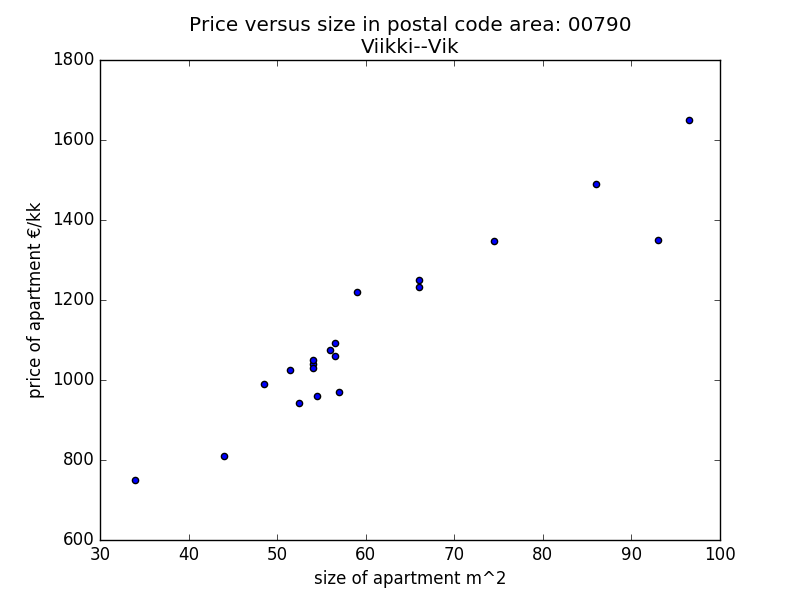 Price versus size in postal code area: 00790
Viikki--Vik
1800
1600
1400
1200
1000
800
600
price of apartment €/kk
30 40 50 60 70 80 90 100
size of apartment m^2